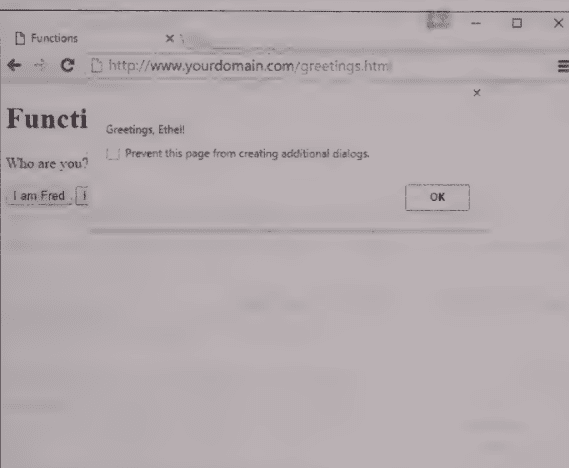 Functions
http://www.yourdomain.com/greetings.html
Functi
Greetings, Ethel!
Prevent this page from creating additional dialogs.
Who are you?
I am Fred
I
OK